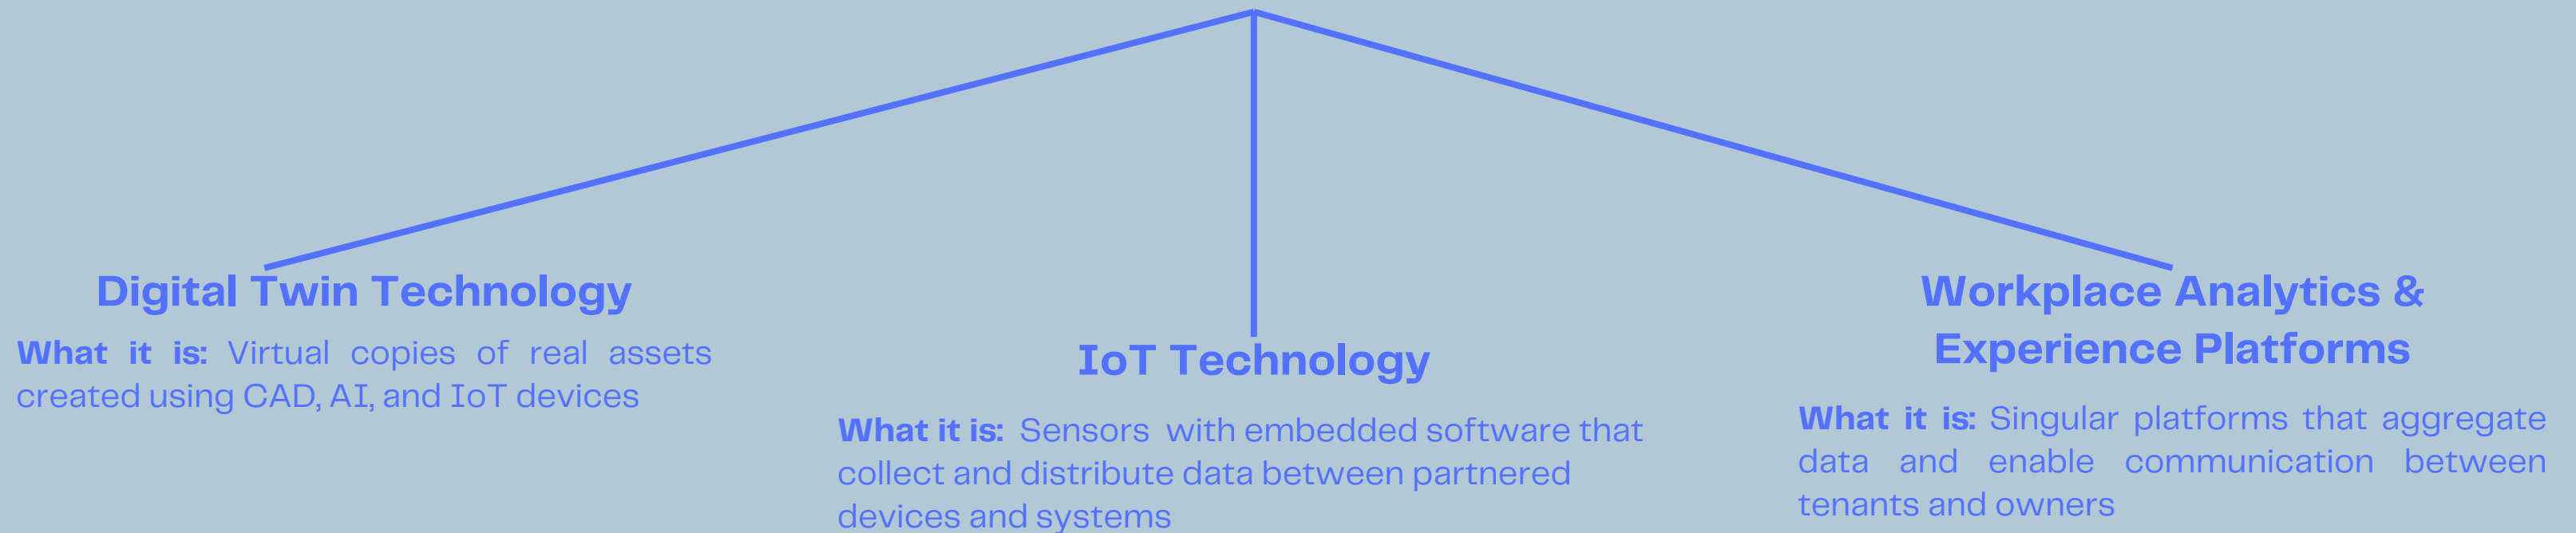 Digital Twin Technology
What it is: Virtual copies of real assets
created using CAD, AI, and IoT devices
IoT Technology
What it is: Sensors with embedded software that
collect and distribute data between partnered
devices and systems
Workplace Analytics &
Experience Platforms
What it is: Singular platforms that aggregate
data and enable communication between
tenants and owners